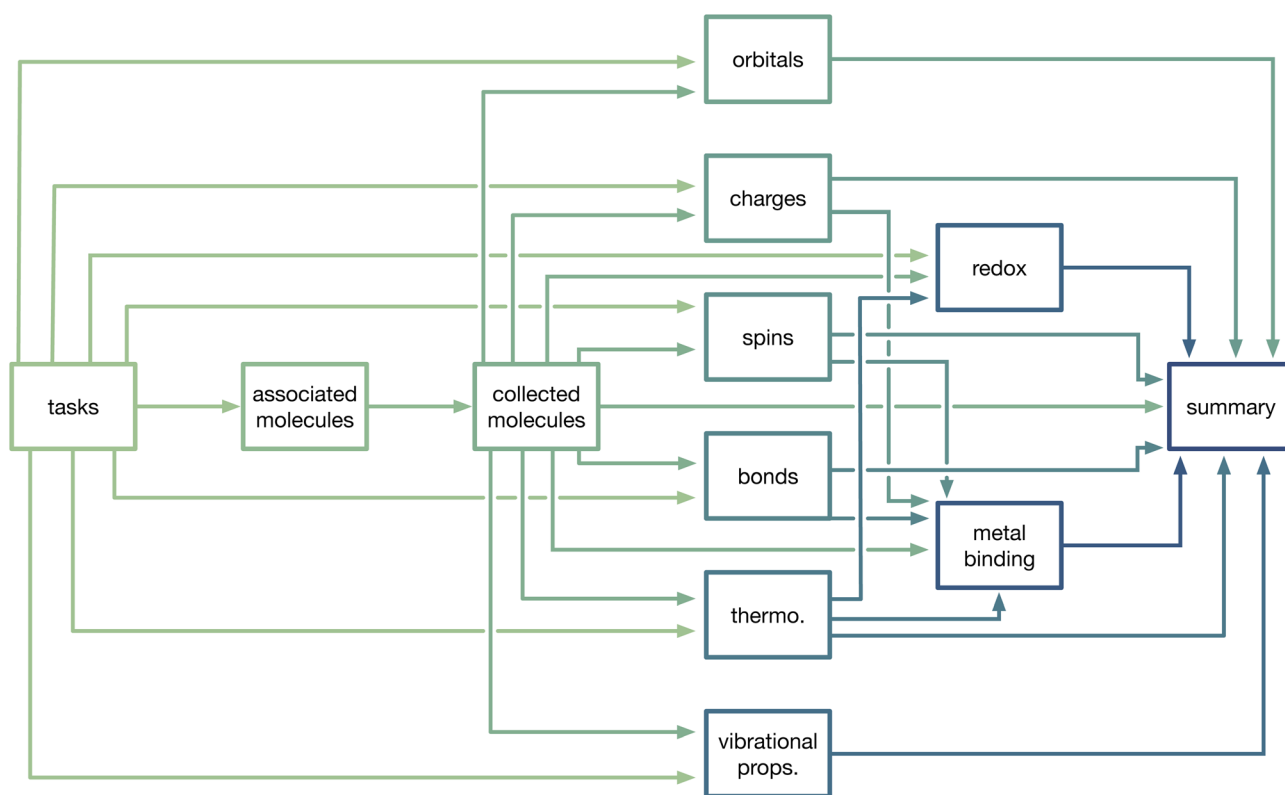 orbitals
charges
redox
spins
tasks
associated
molecules
collected
molecules
summary
bonds
metal
binding
thermo.
vibrational
props.